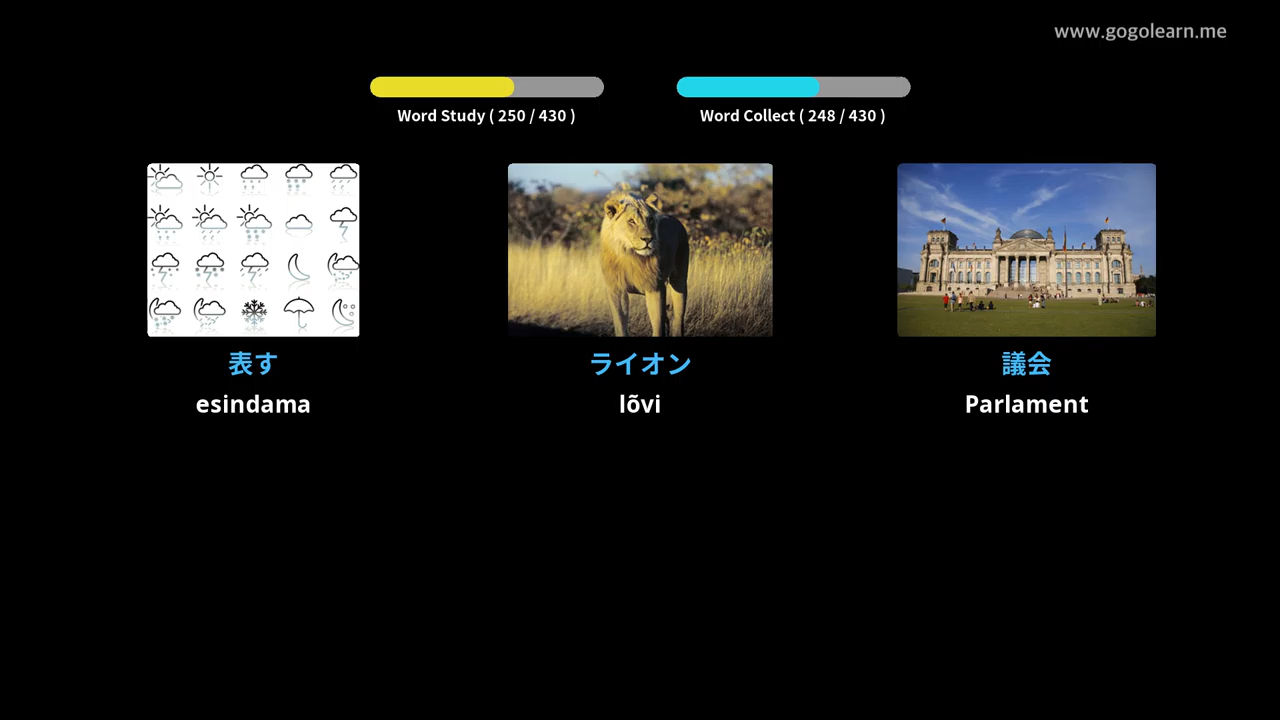 www.gogolearn.me
Word Study ( 250 / 430 )
Word Collect ( 248 / 430 )
表す
ライオン
議会
esindama
lõvi
Parlament